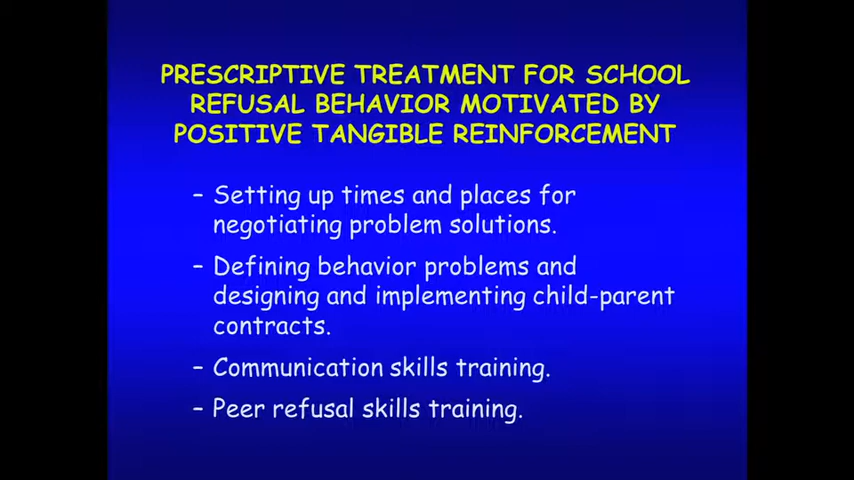 PRESCRIPTIVE TREATMENT FOR SCHOOL
REFUSAL BEHAVIOR MOTIVATED BY
POSITIVE TANGIBLE REINFORCEMENT
– Setting up times and places for
negotiating problem solutions.
– Defining behavior problems and
designing and implementing child-parent
contracts.
– Communication skills training.
– Peer refusal skills training.